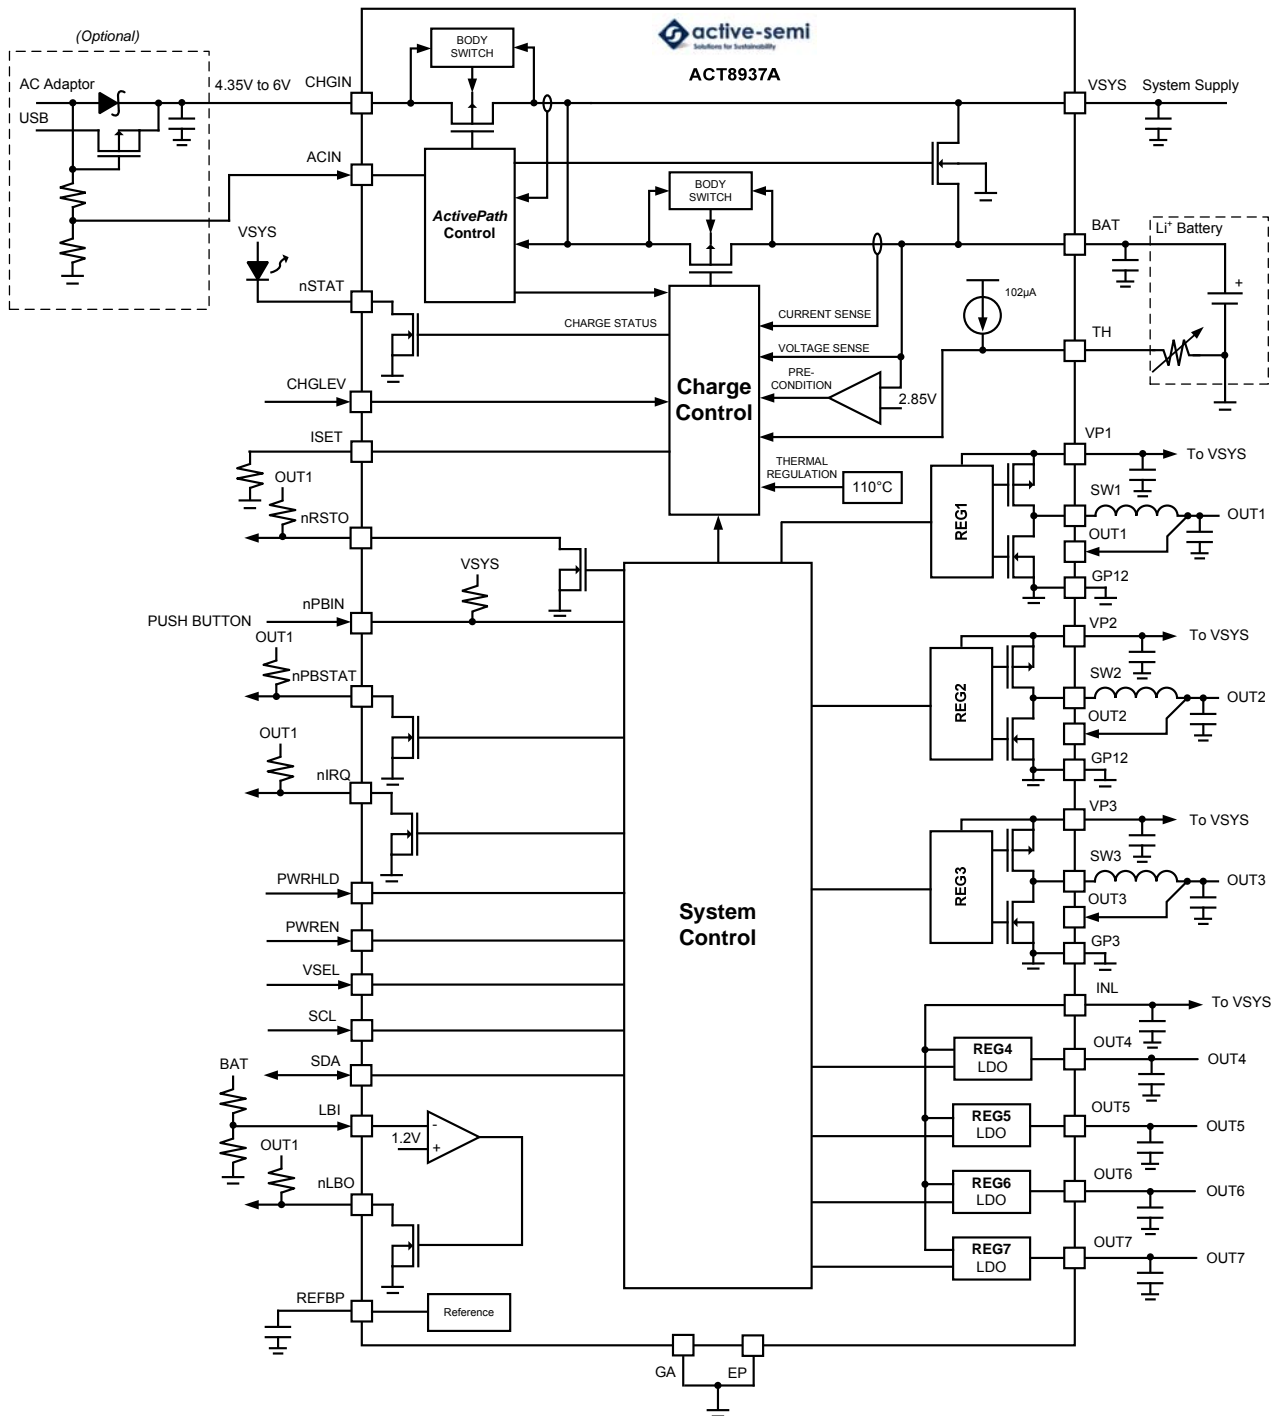 active-semi
Solutions for Sustainability
ACT8937A
(Optional)
AC Adaptor
USB
4.35V to 6V
CHGIN
BODY
SWITCH
VSYS
System Supply
ACIN
ActivePath
Control
BODY
SWITCH
VSYS
BAT
Li+ Battery
+
nSTAT
CHARGE STATUS
CURRENT SENSE
102µA
VOLTAGE SENSE
TH
CHGLEV
Charge
Control
PRE-
CONDITION
2.85V
ISET
THERMAL
REGULATION
110°C
OUT1
nRSTO
VP1
To VSYS
REG1
SW1
OUT1
OUT1
GP12
VSYS
nPBIN
PUSH BUTTON
OUT1
nPBSTAT
VP2
To VSYS
REG2
SW2
OUT2
OUT2
GP12
OUT1
nIRQ
VP3
To VSYS
REG3
SW3
OUT3
OUT3
GP3
PWRHLD
System
Control
PWREN
VSEL
SCL
SDA
INL
To VSYS
REG4
LDO
OUT4
OUT4
BAT
LBI
1.2V
-
+
REG5
LDO
OUT5
OUT5
OUT1
nLBO
REG6
LDO
OUT6
OUT6
REG7
LDO
OUT7
OUT7
REFBP
Reference
GA
EP